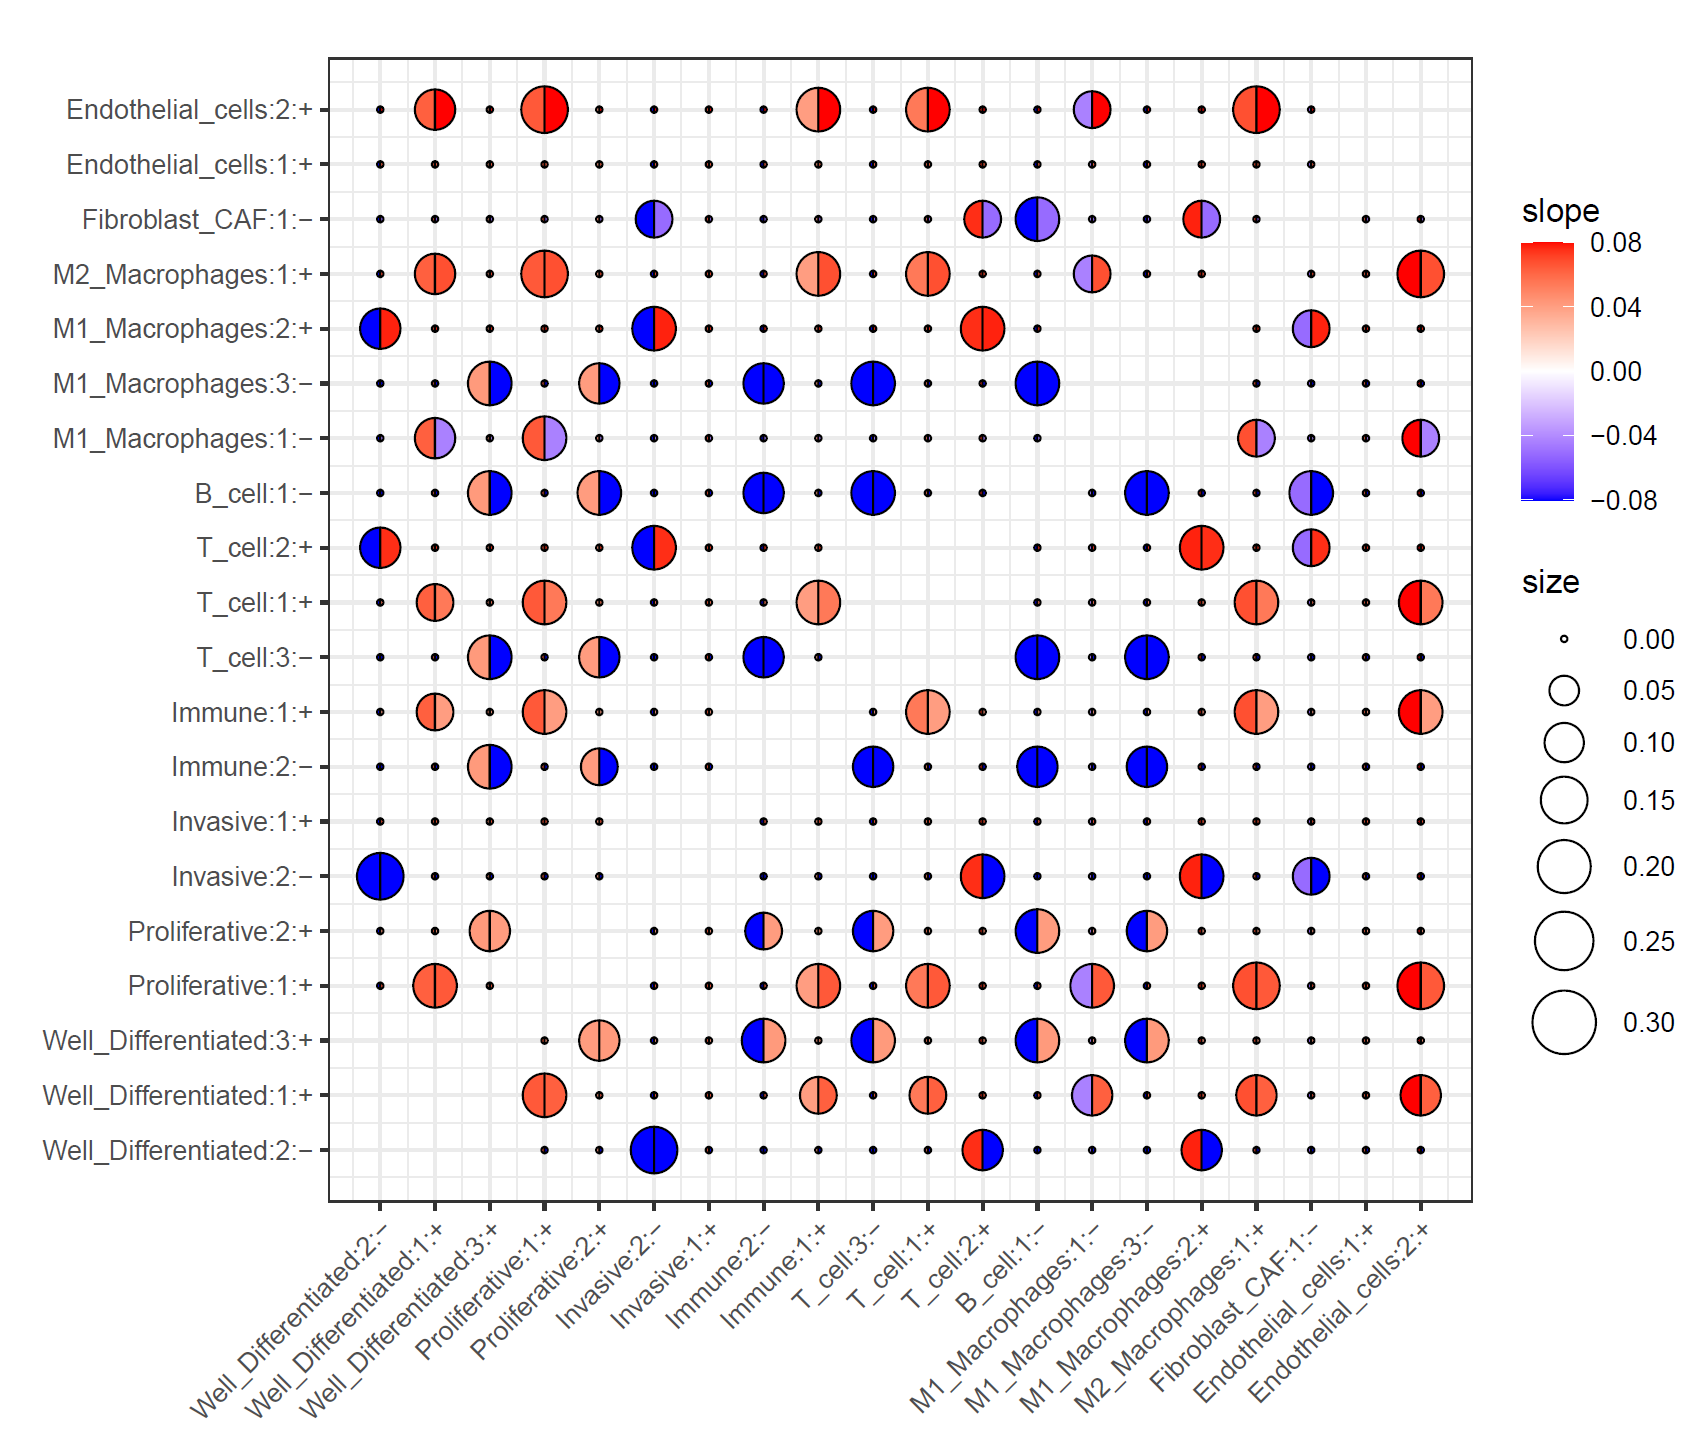 Endothelial_cells:2:+
Endothelial_cells:1:+
Fibroblast_CAF:1:−
M2_Macrophages:1:+
M1_Macrophages:2:+
M1_Macrophages:3:−
M1_Macrophages:1:−
B_cell:1:−
T_cell:2:+
T_cell:1:+
T_cell:3:−
Immune:1:+
Immune:2:−
Invasive:1:+
Invasive:2:−
Proliferative:2:+
Proliferative:1:+
Well_Differentiated:3:+
Well_Differentiated:1:+
Well_Differentiated:2:−
Well_Differentiated:2:−
Well_Differentiated:1:+
Well_Differentiated:3:+
Proliferative:1:+
Proliferative:2:+
Invasive:2:−
Invasive:1:+
Immune:2:−
Immune:1:+
T_cell:3:−
T_cell:1:+
T_cell:2:+
B_cell:1:−
M1_Macrophages:1:−
M1_Macrophages:3:−
M1_Macrophages:2:+
M2_Macrophages:1:+
Fibroblast_CAF:1:−
Endothelial_cells:1:+
Endothelial_cells:2:+
slope
0.08
0.04
0.00
−0.04
−0.08
size
0.00
0.05
0.10
0.15
0.20
0.25
0.30